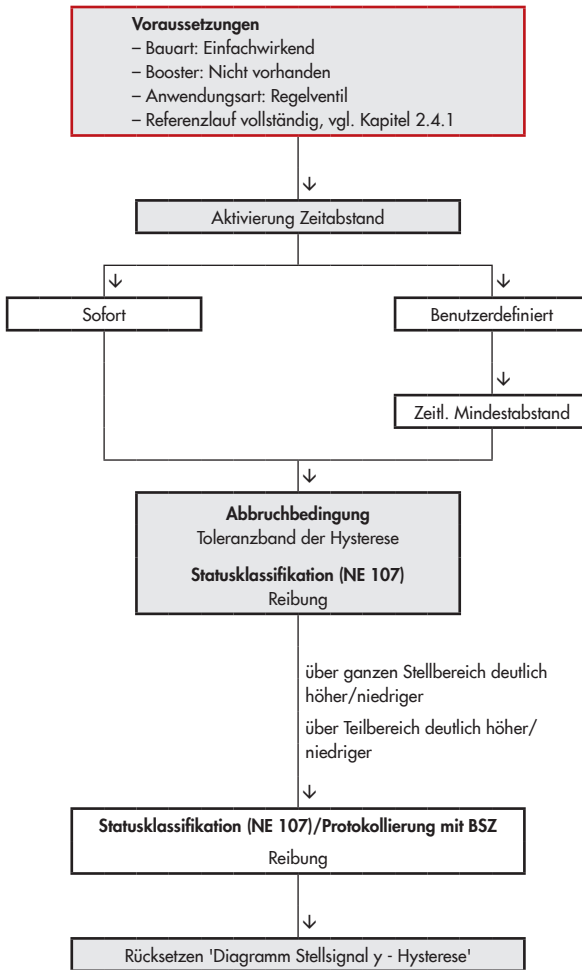 Voraussetzungen
– Bauart: Einfachwirkend
– Booster: Nicht vorhanden
– Anwendungsart: Regelventil
– Referenzlauf vollständig, vgl. Kapitel 2.4.1
Aktivierung Zeitabstand
Sofort
Benutzerdefiniert
Zeitl. Mindestabstand
Abbruchbedingung
Toleranzband der Hysterese
Statusklassifikation (NE 107)
Reibung
über ganzen Stellbereich deutlich
höher/niedriger
über Teilbereich deutlich höher/
niedriger
Statusklassifikation (NE 107)/Protokollierung mit BSZ
Reibung
Rücksetzen 'Diagramm Stellsignal y - Hysterese'